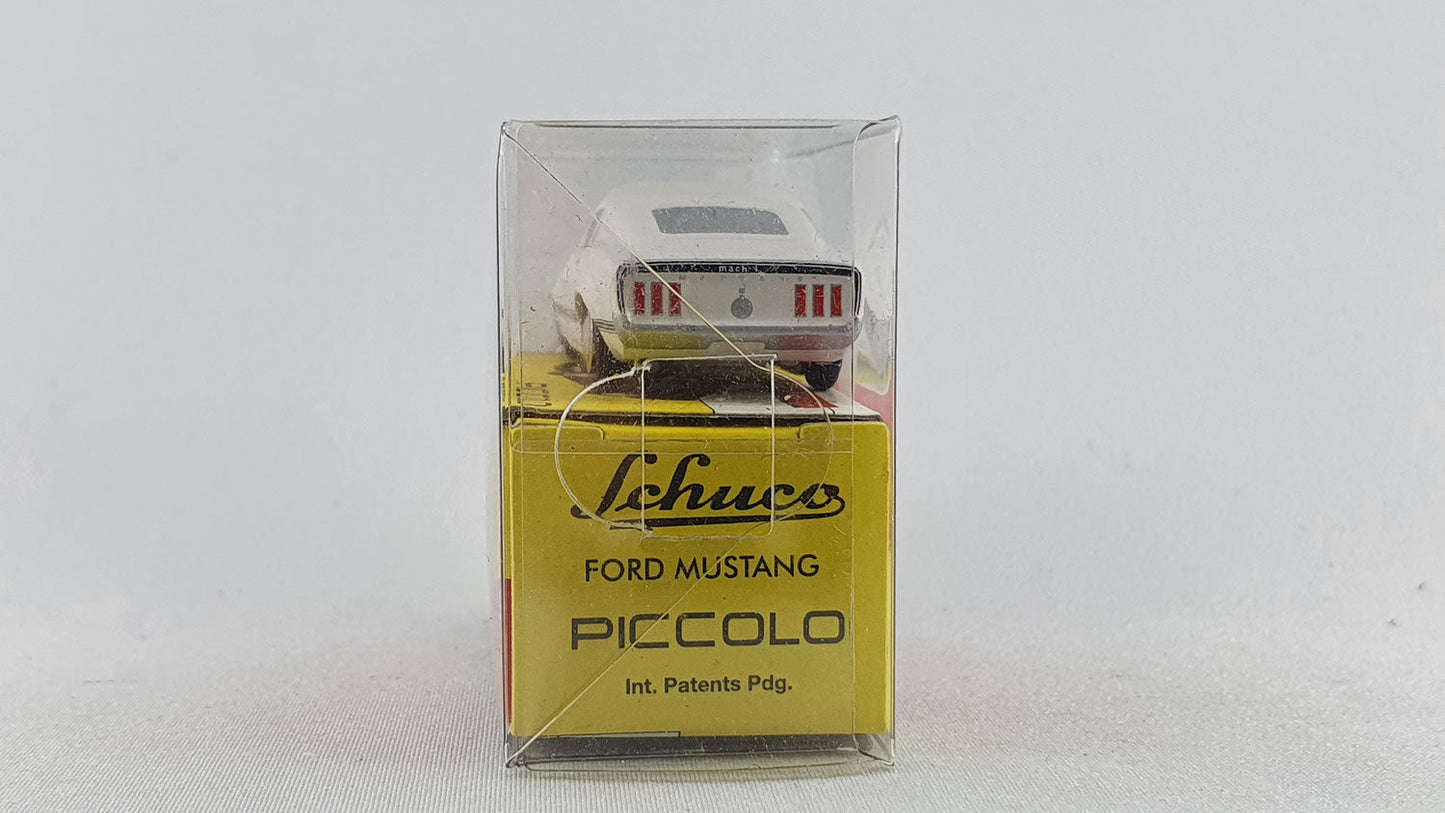 mach 1
Schuco
FORD MUSTANG
PICCOLO
Int. Patents Pdg.